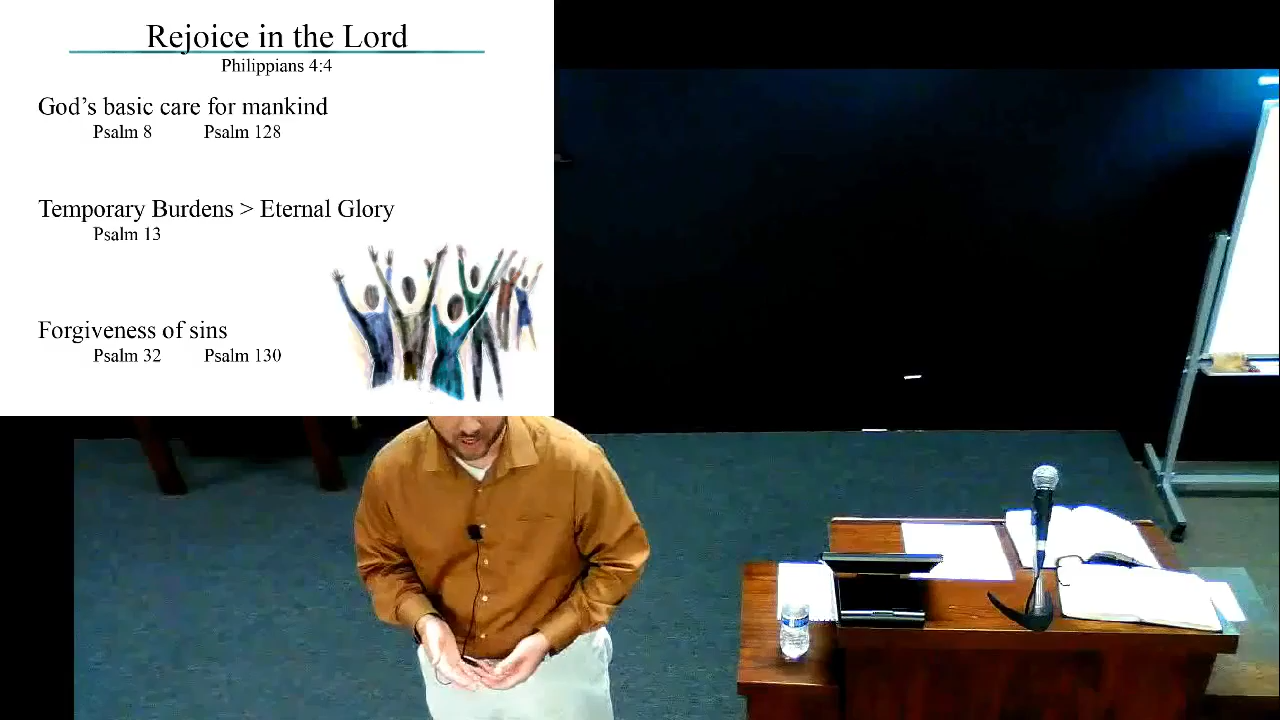 Rejoice in the Lord
Philippians 4:4
God’s basic care for mankind
Psalm 8 Psalm 128
Temporary Burdens > Eternal Glory
Psalm 13
Forgiveness of sins
Psalm 32 Psalm 130